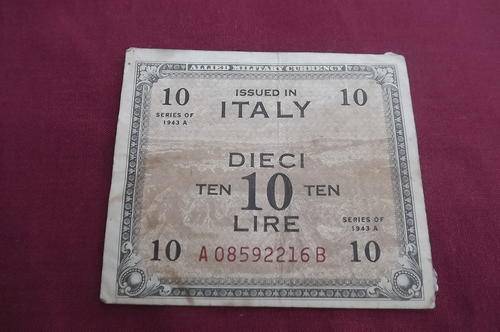 ALLIED MILITARY CURRENCY
10 ISSUED IN 10
SERIES OF
1943 A
ITALY
DIECI
TEN 10 TEN
LIRE
SERIES OF
1943 A
10 A 08592216 B 10